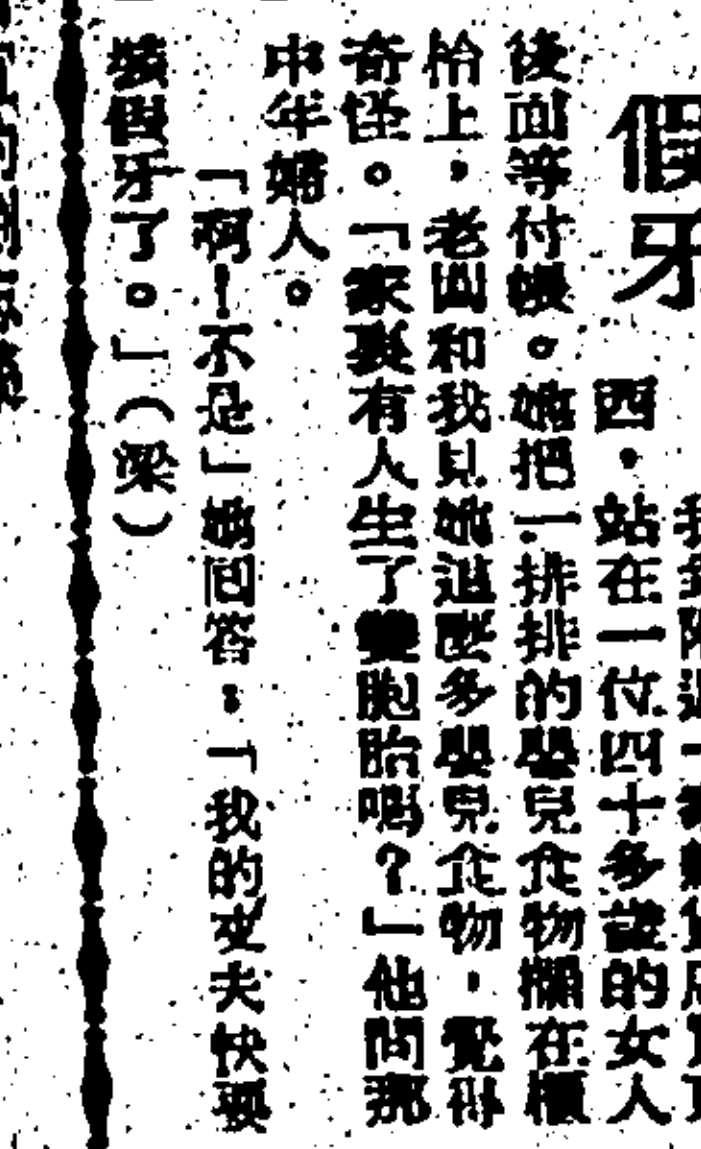 假牙
西，站在一位四十多歲的女人
後面等付帳。她把一排排的嬰兒食物擱在櫃
枱上，老闆和我見她這麼多嬰兒食物，覺得
奇怪。「家裏有人生了雙胞胎嗎？」他問那
中年婦人。
「啊！不是」她回答：「我的丈夫快要
裝假牙了。」（梁）